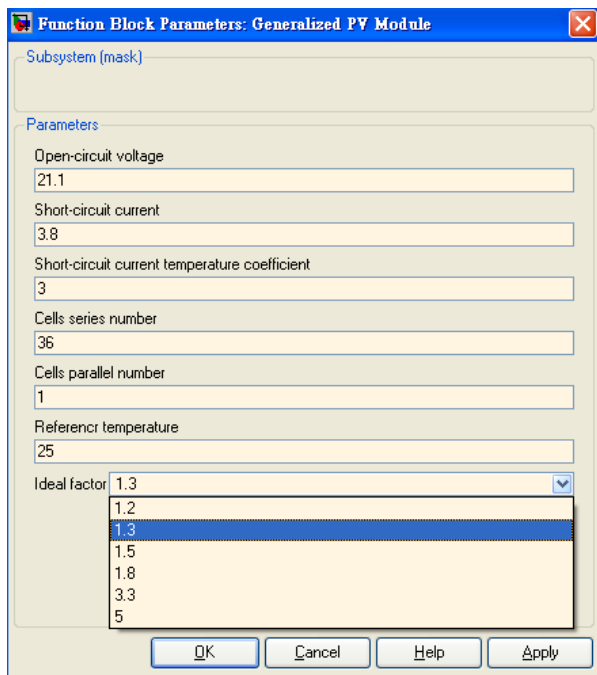 Function Block Parameters: Generalized PV Module
Subsystem (mask)
Parameters
Open-circuit voltage
21.1
Short-circuit current
3.8
Short-circuit current temperature coefficient
3
Cells series number
36
Cells parallel number
1
Referencr temperature
25
Ideal factor 1.3
1.2
1.3
1.5
1.8
3.3
5
OK Cancel Help Apply